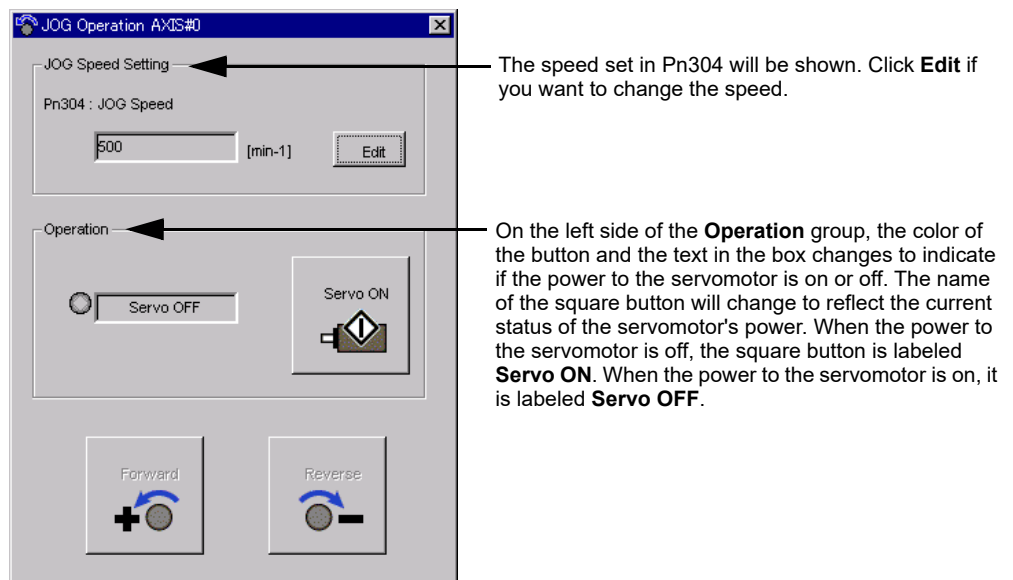 JOG Operation AXIS#0
JOG Speed Setting
Pn304 : JOG Speed
500
[min-1]
Edit
The speed set in Pn304 will be shown. Click Edit if
you want to change the speed.
Operation
Servo OFF
Servo ON
On the left side of the Operation group, the color of
the button and the text in the box changes to indicate
if the power to the servomotor is on or off. The name
of the square button will change to reflect the current
status of the servomotor's power. When the power to
the servomotor is off, the square button is labeled
Servo ON. When the power to the servomotor is on, it
is labeled Servo OFF.
Forward
Reverse